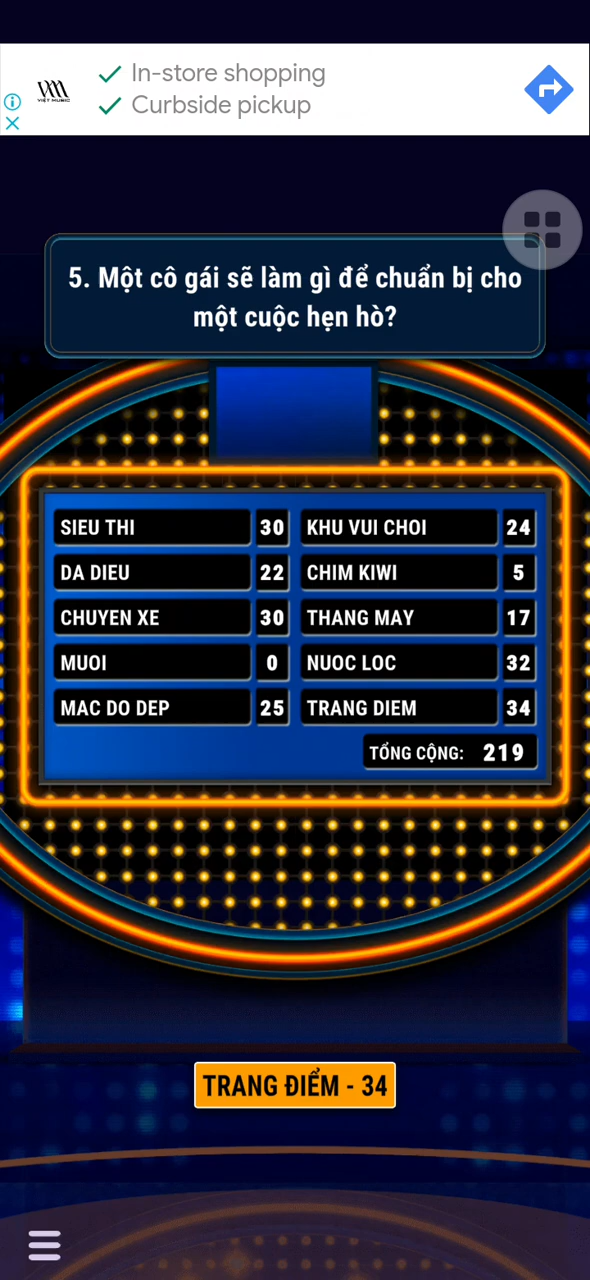 In-store shopping
Curbside pickup
VIET MUSIC
5. Một cô gái sẽ làm gì để chuẩn bị cho
một cuộc hẹn hò?
SIEU THI 30 KHU VUI CHOI 24
DA DIEU 22 CHIM KIWI 5
CHUYEN XE 30 THANG MAY 17
MUOI 0 NUOC LOC 32
MAC DO DEP 25 TRANG DIEM 34
TỔNG CỘNG: 219
TRANG ĐIỂM - 34